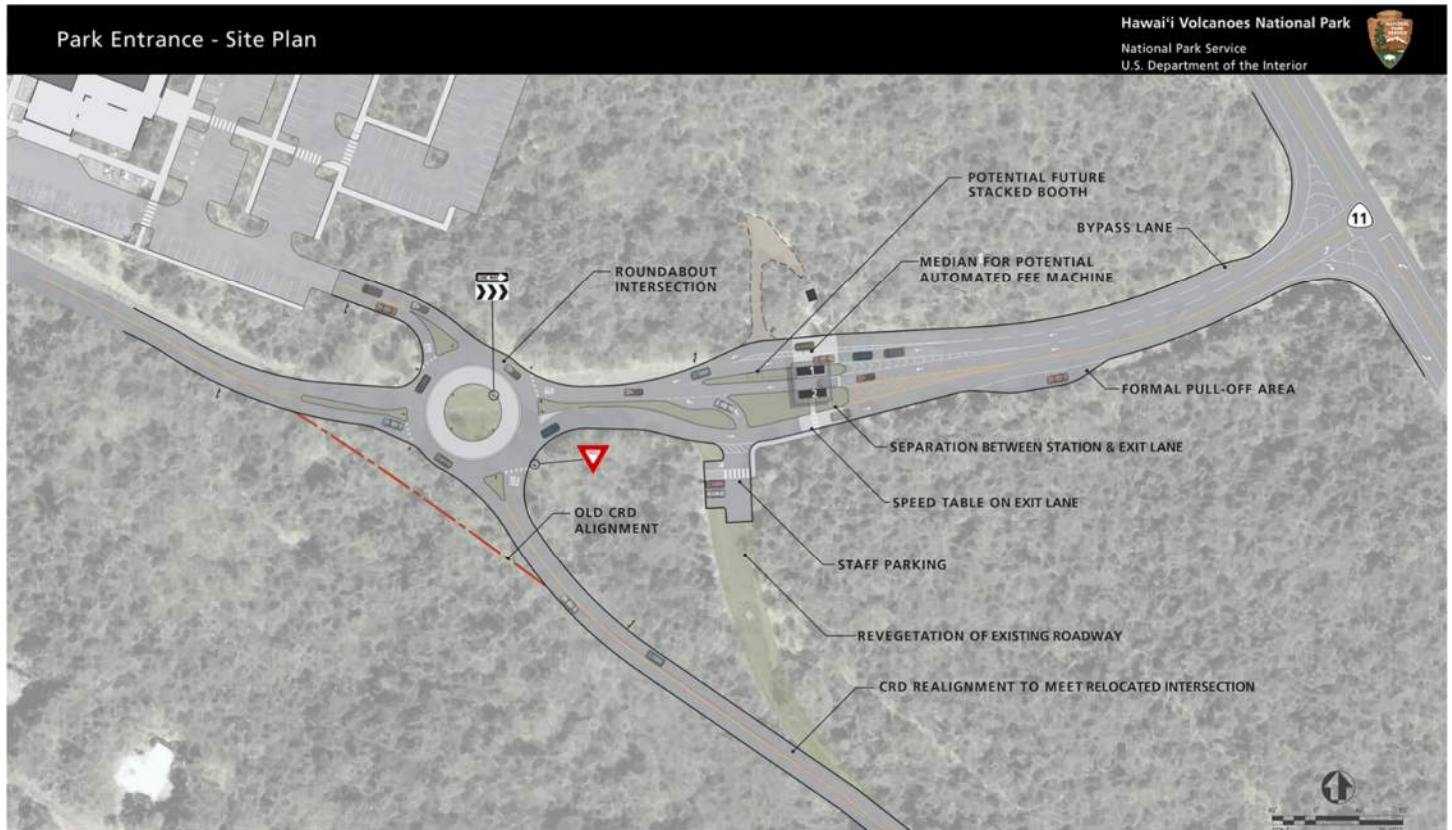 Park Entrance - Site Plan
Hawaiʻi Volcanoes National Park
National Park Service
U.S. Department of the Interior
POTENTIAL FUTURE
STACKED BOOTH
BYPASS LANE
11
MEDIAN FOR POTENTIAL
AUTOMATED FEE MACHINE
ROUNDABOUT
INTERSECTION
FORMAL PULL-OFF AREA
SEPARATION BETWEEN STATION & EXIT LANE
SPEED TABLE ON EXIT LANE
OLD CRD
ALIGNMENT
STAFF PARKING
REVEGETATION OF EXISTING ROADWAY
CRD REALIGNMENT TO MEET RELOCATED INTERSECTION